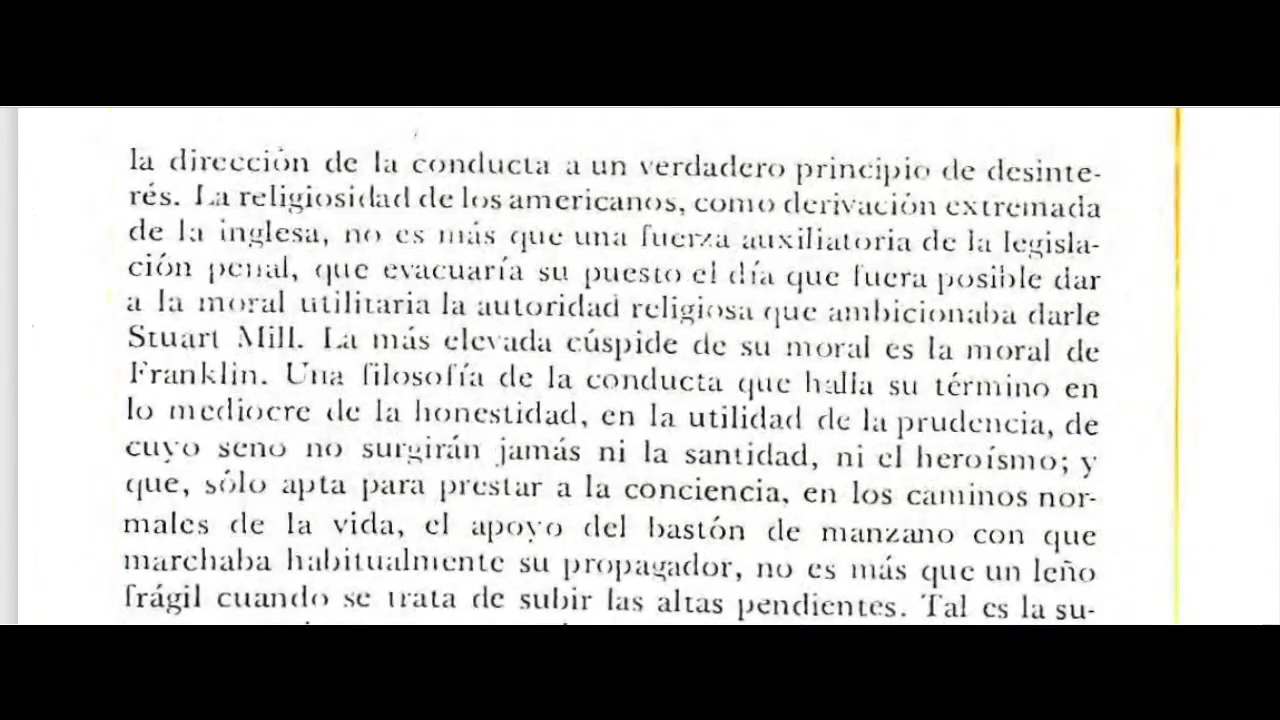 la dirección de la conducta a un verdadero principio de desinte-
rés. La religiosidad de los americanos, como derivación extremada
de la inglesa, no es más que una fuerza auxiliatoria de la legisla-
ción penal, que evacuaría su puesto el día que fuera posible dar
a la moral utilitaria la autoridad religiosa que ambicionaba darle
Stuart Mill. La más elevada cúspide de su moral es la moral de
Franklin. Una filosofía de la conducta que halla su término en
lo mediocre de la honestidad, en la utilidad de la prudencia, de
cuyo seno no surgirán jamás ni la santidad, ni el heroísmo; y
que, sólo apta para prestar a la conciencia, en los caminos nor-
males de la vida, el apoyo del bastón de manzano con que
marchaba habitualmente su propagador, no es más que un leño
frágil cuando se trata de subir las altas pendientes. Tal es la su-